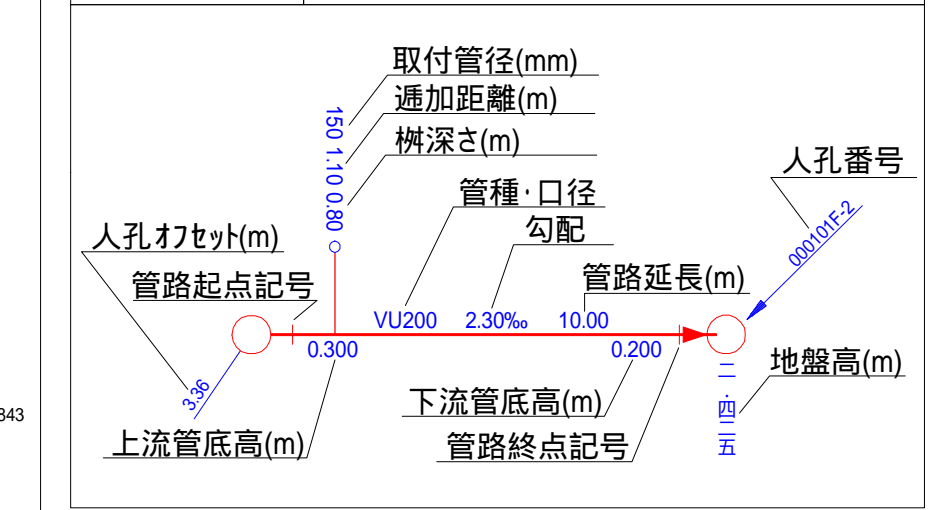 取付管径(mm)
逓加距離(m)
桝深さ(m)
150 1.10 0.80
管種･口径
勾配
人孔番号
000101F-2
人孔ｵﾌｾｯﾄ(m)
管路起点記号
管路延長(m)
VU200 2.30‰ 10.00
0.300 0.200
地盤高(m)
二.四二五
3.36
下流管底高(m)
上流管底高(m)
管路終点記号
843